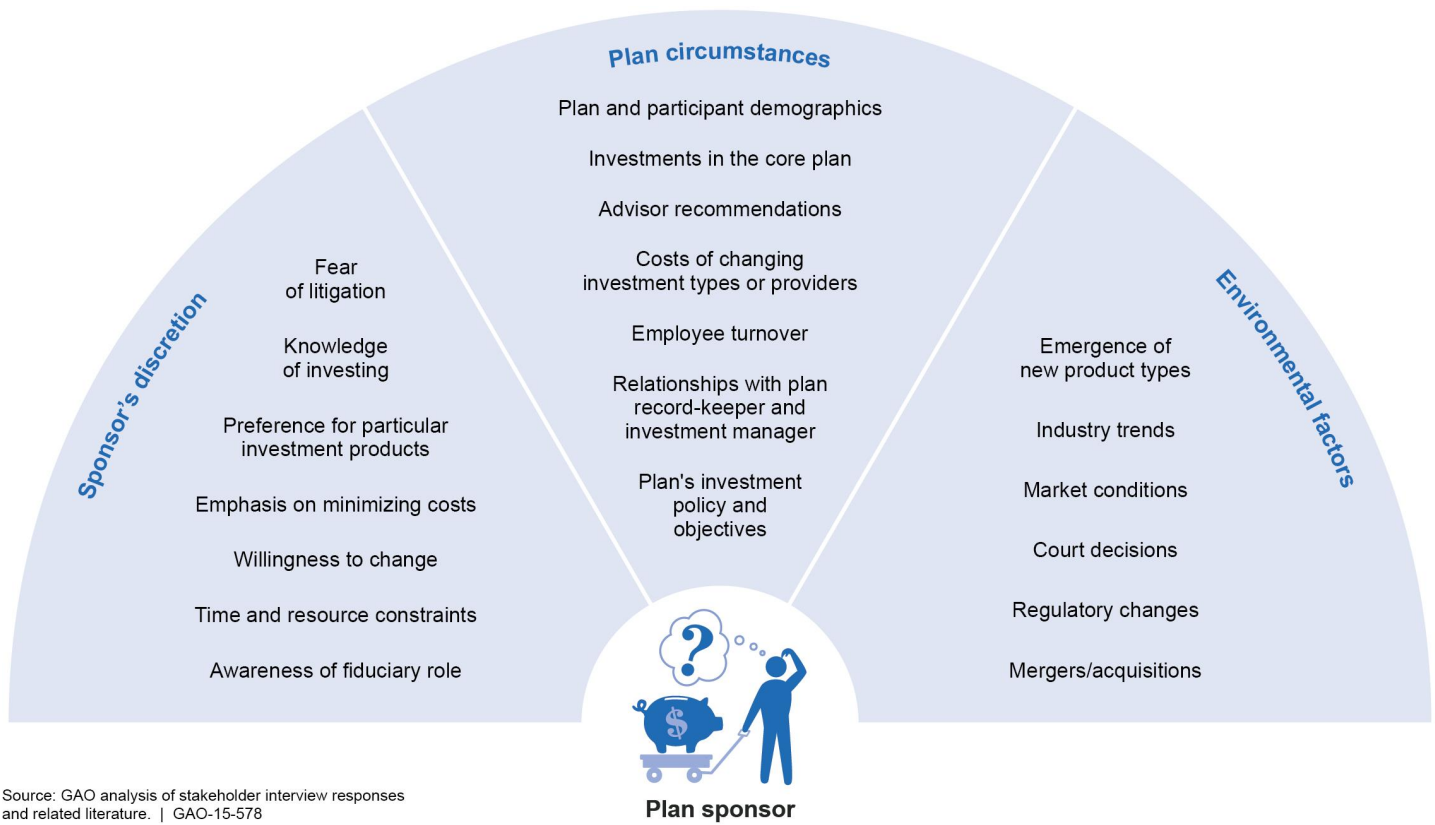 Plan circumstances
Plan and participant demographics
Investments in the core plan
Advisor recommendations
Costs of changing
investment types or providers
Employee turnover
Relationships with plan
record-keeper and
investment manager
Plan's investment
policy and
objectives
Sponsor’s discretion
Fear
of litigation
Knowledge
of investing
Preference for particular
investment products
Emphasis on minimizing costs
Willingness to change
Time and resource constraints
Awareness of fiduciary role
Environmental factors
Emergence of
new product types
Industry trends
Market conditions
Court decisions
Regulatory changes
Mergers/acquisitions
?
$
Plan sponsor
Source: GAO analysis of stakeholder interview responses
and related literature. | GAO-15-578